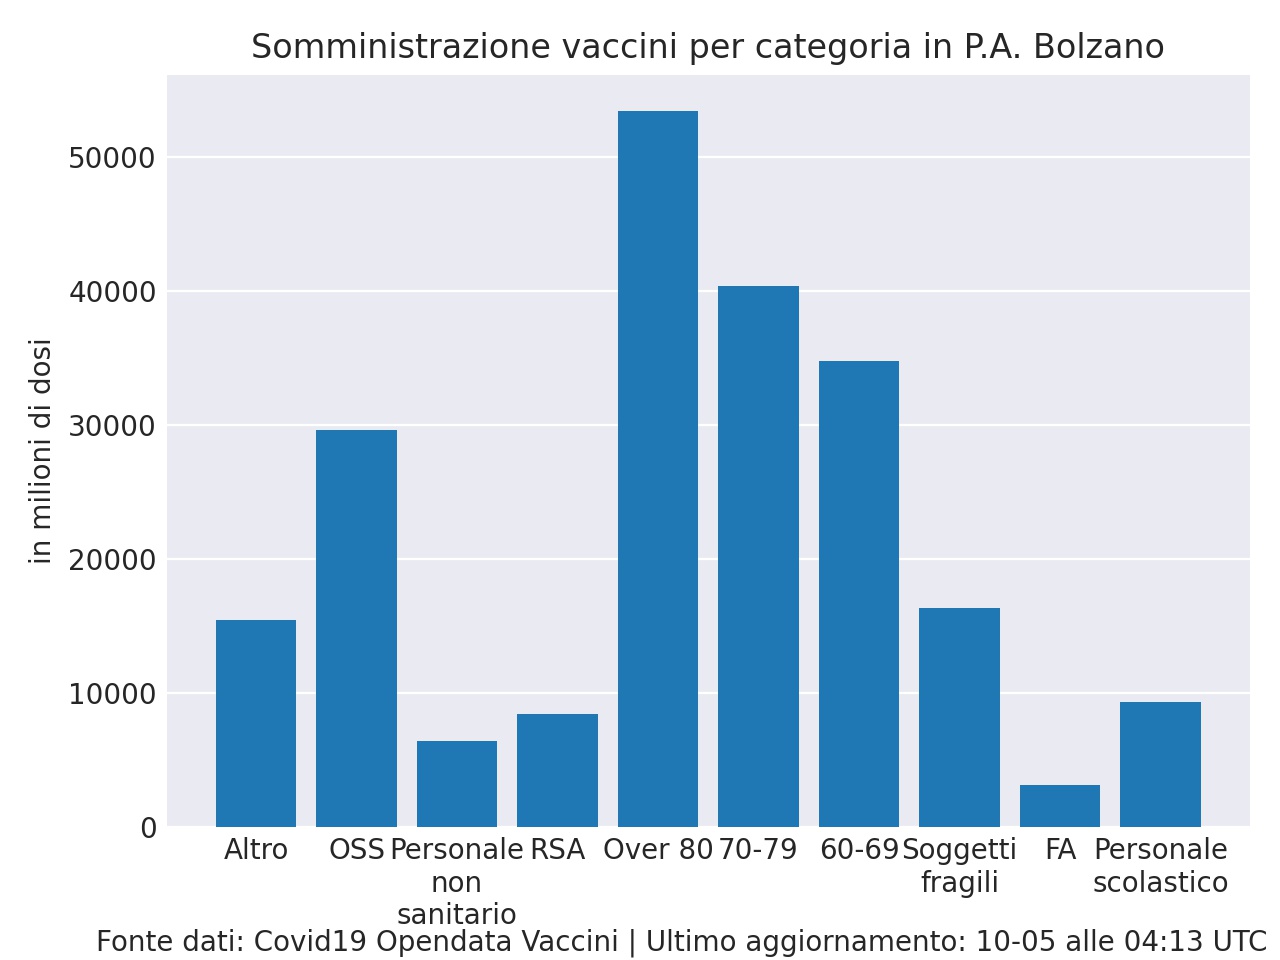 Somministrazione vaccini per categoria in P.A. Bolzano
in milioni di dosi
50000
40000
30000
20000
10000
0
Altro
OSS
Personale
non
sanitario
RSA
Over 80
70-79
60-69
Soggetti
fragili
FA
Personale
scolastico
Fonte dati: Covid19 Opendata Vaccini | Ultimo aggiornamento: 10-05 alle 04:13 UTC